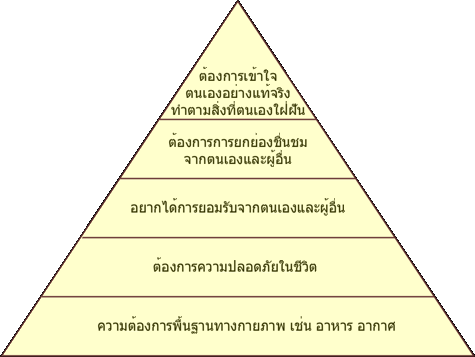 ต้องการเข้าใจ
ตนเองอย่างแท้จริง
ทำตามสิ่งที่ตนเองใฝ่ฝัน
ต้องการการยกย่องชื่นชม
จากตนเองและผู้อื่น
อยากได้การยอมรับจากตนเองและผู้อื่น
ต้องการความปลอดภัยในชีวิต
ความต้องการพื้นฐานทางกายภาพ เช่น อาหาร อากาศ